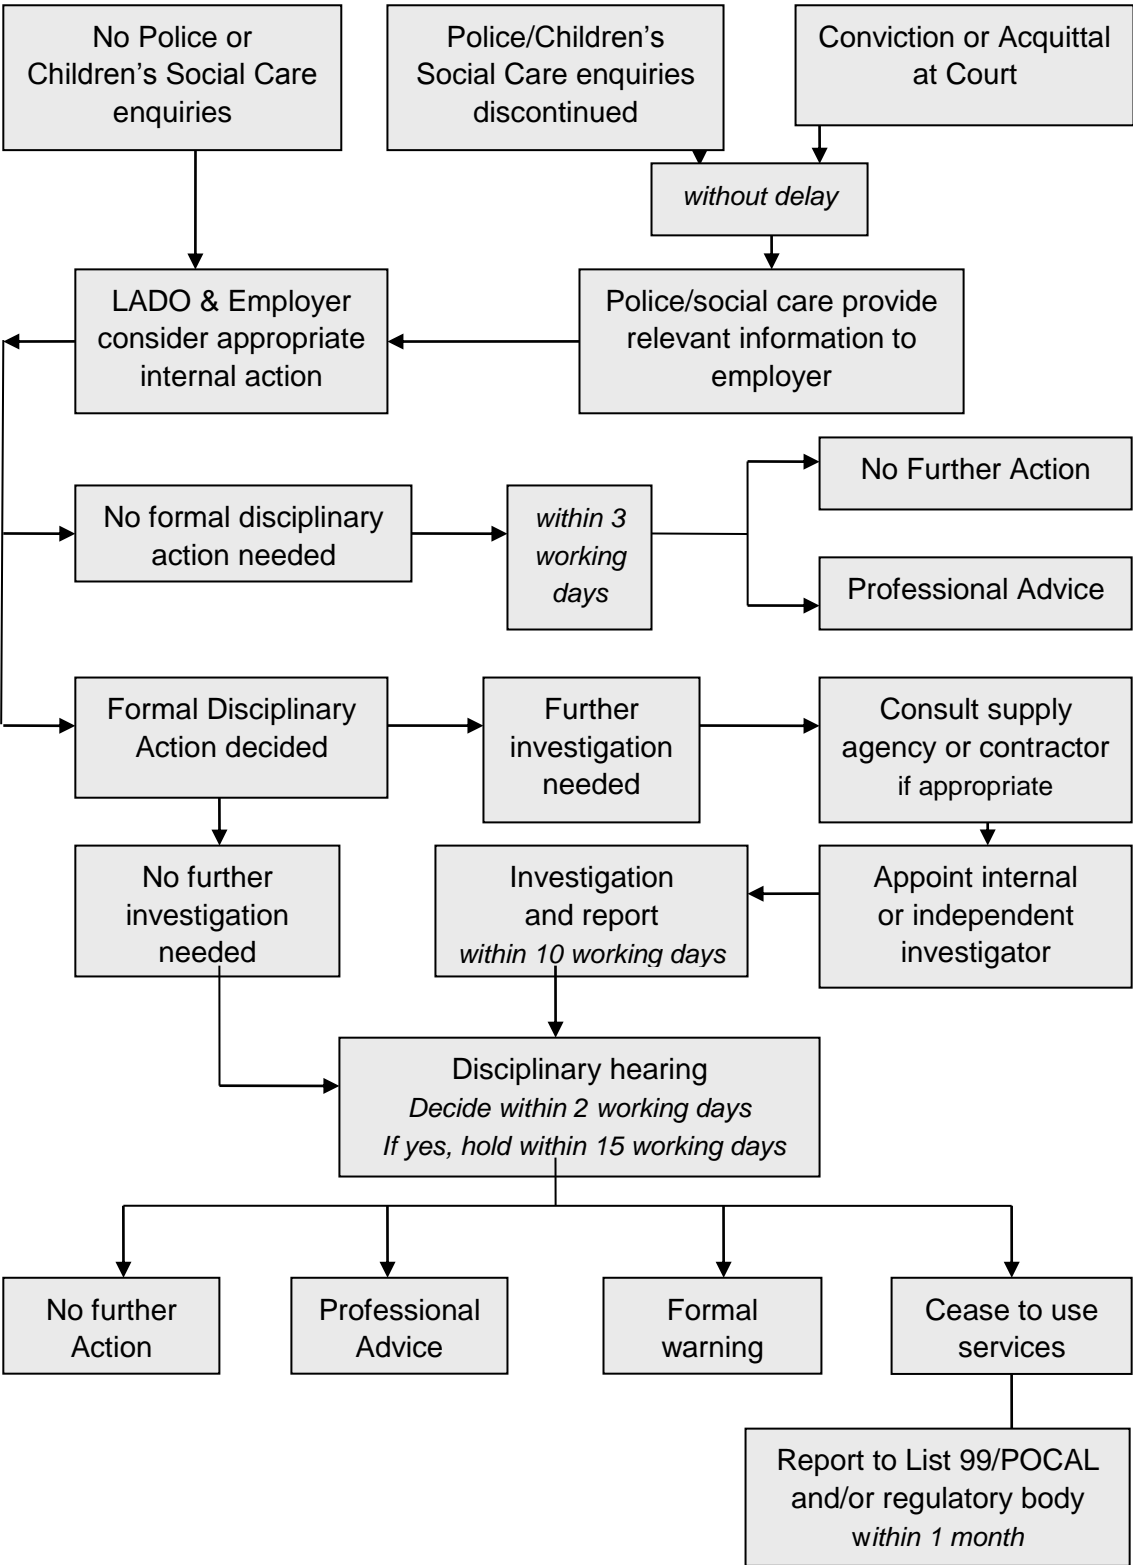 No Police or
Children’s Social Care
enquiries
Police/Children’s
Social Care enquiries
discontinued
Conviction or Acquittal
at Court
without delay
LADO & Employer
consider appropriate
internal action
Police/social care provide
relevant information to
employer
No Further Action
No formal disciplinary
action needed
within 3
working
days
Professional Advice
Formal Disciplinary
Action decided
Further
investigation
needed
Consult supply
agency or contractor
if appropriate
No further
investigation
needed
Investigation
and report
within 10 working days
Appoint internal
or independent
investigator
Disciplinary hearing
Decide within 2 working days
If yes, hold within 15 working days
No further
Action
Professional
Advice
Formal
warning
Cease to use
services
Report to List 99/POCAL
and/or regulatory body
within 1 month